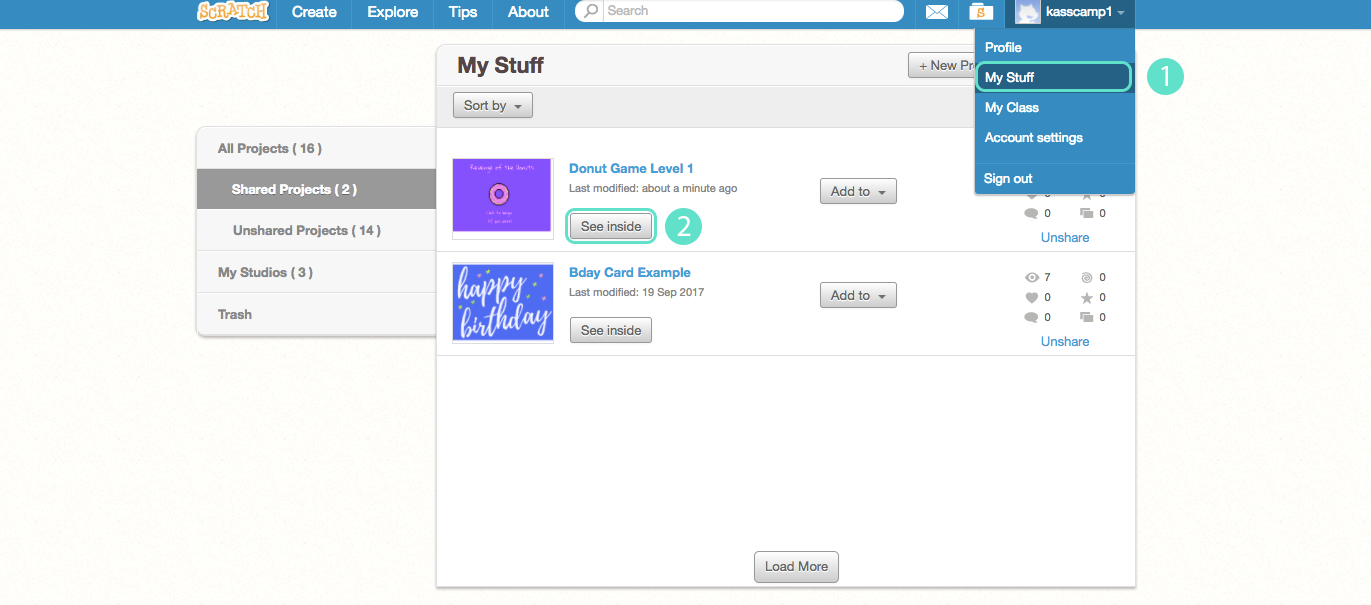 SCRATCH Create Explore Tips About Search kasscamp1
Profile
My Stuff 1
My Class
Account settings
Sign out
My Stuff + New Pr
Sort by
All Projects ( 16 )
Shared Projects ( 2 )
Unshared Projects ( 14 )
My Studios ( 3 )
Trash
Revenge of the Donuts
Donut Game Level 1
Last modified: about a minute ago
See inside 2
Add to
0 0
Unshare
happy
birthday
Bday Card Example
Last modified: 19 Sep 2017
See inside
Add to
7 0
0 0
0 0
Unshare
Load More